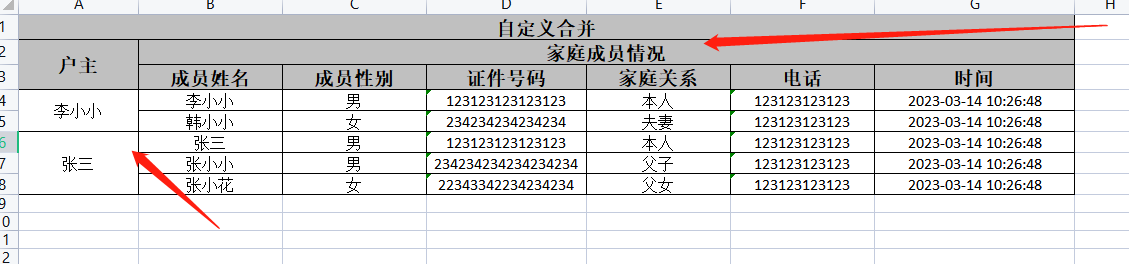 A B C D E F G H
1 自定义合并
2 户主 家庭成员情况
3 成员姓名 成员性别 证件号码 家庭关系 电话 时间
4 李小小 李小小 男 123123123123123 本人 123123123123 2023-03-14 10:26:48
5 韩小小 女 234234234234234 夫妻 123123123123 2023-03-14 10:26:48
6 张三 男 123123123123123 本人 123123123123 2023-03-14 10:26:48
7 张三 张小小 男 234234234234234234 父子 123123123123 2023-03-14 10:26:48
8 张小花 女 22343342234234234 父女 123123123123 2023-03-14 10:26:48
9
0
1
2